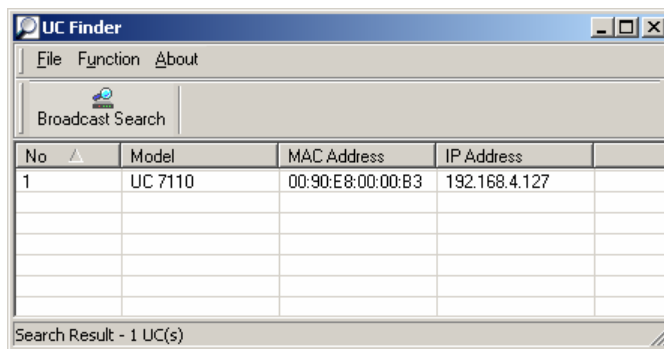 UC Finder
File Function About
Broadcast Search
No Model MAC Address IP Address
1 UC 7110 00:90:E8:00:00:B3 192.168.4.127
Search Result - 1 UC(s)